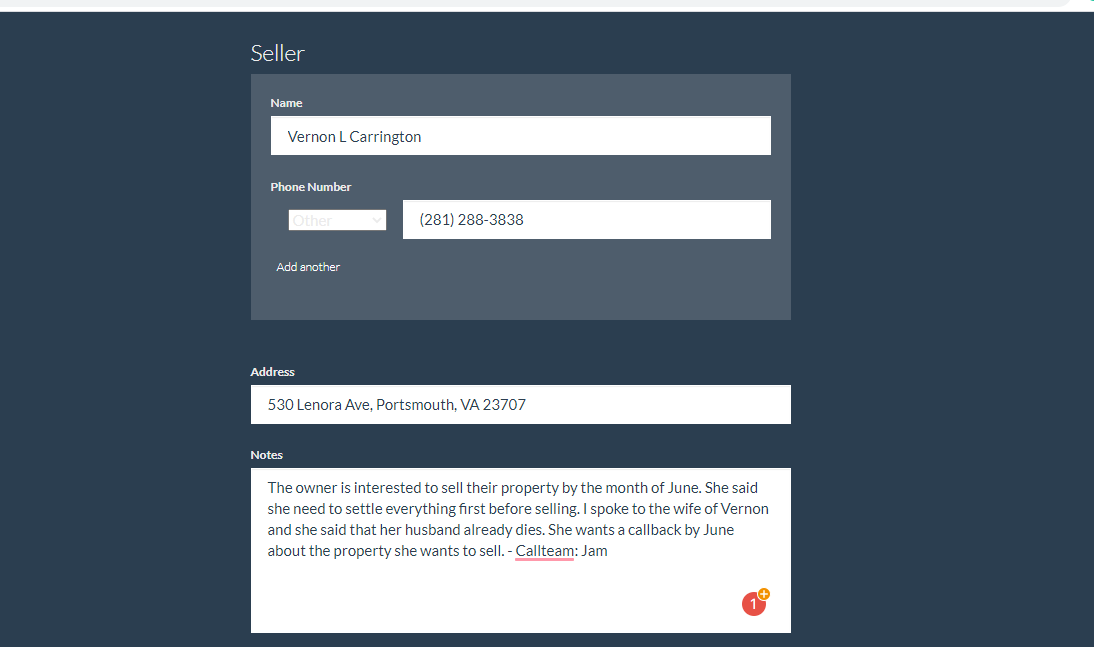 Seller
Name
Vernon L Carrington
Phone Number
Other
(281) 288-3838
Add another
Address
530 Lenora Ave, Portsmouth, VA 23707
Notes
The owner is interested to sell their property by the month of June. She said
she need to settle everything first before selling. I spoke to the wife of Vernon
and she said that her husband already dies. She wants a callback by June
about the property she wants to sell. - Callteam: Jam
1